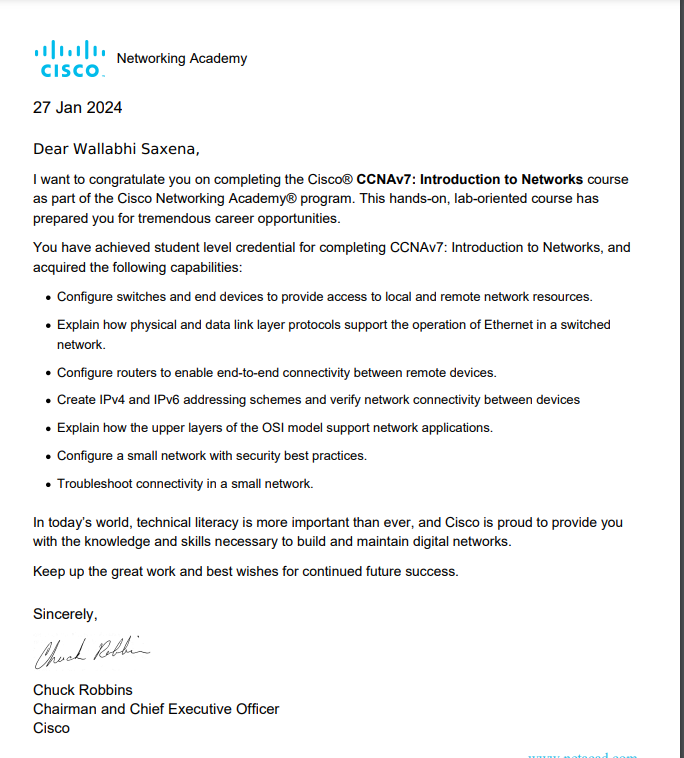 CISCO
Networking Academy
27 Jan 2024
Dear Wallabhi Saxena,
I want to congratulate you on completing the Cisco® CCNAv7: Introduction to Networks course
as part of the Cisco Networking Academy® program. This hands-on, lab-oriented course has
prepared you for tremendous career opportunities.
You have achieved student level credential for completing CCNAv7: Introduction to Networks, and
acquired the following capabilities:
• Configure switches and end devices to provide access to local and remote network resources.
• Explain how physical and data link layer protocols support the operation of Ethernet in a switched
network.
• Configure routers to enable end-to-end connectivity between remote devices.
• Create IPv4 and IPv6 addressing schemes and verify network connectivity between devices
• Explain how the upper layers of the OSI model support network applications.
• Configure a small network with security best practices.
• Troubleshoot connectivity in a small network.
In today's world, technical literacy is more important than ever, and Cisco is proud to provide you
with the knowledge and skills necessary to build and maintain digital networks.
Keep up the great work and best wishes for continued future success.
Sincerely,
Chuck Robbins
Chuck Robbins
Chairman and Chief Executive Officer
Cisco